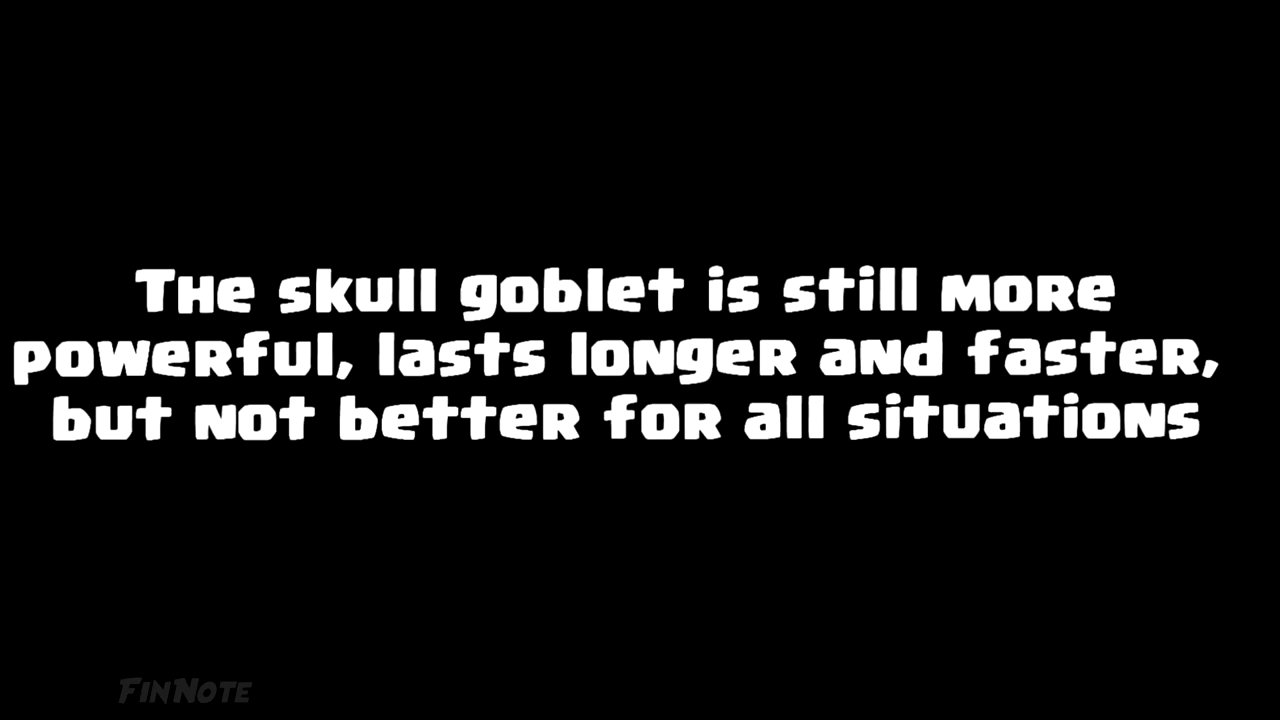 The skull goblet is still more
powerful, lasts longer and faster,
but not better for all situations
FinNote